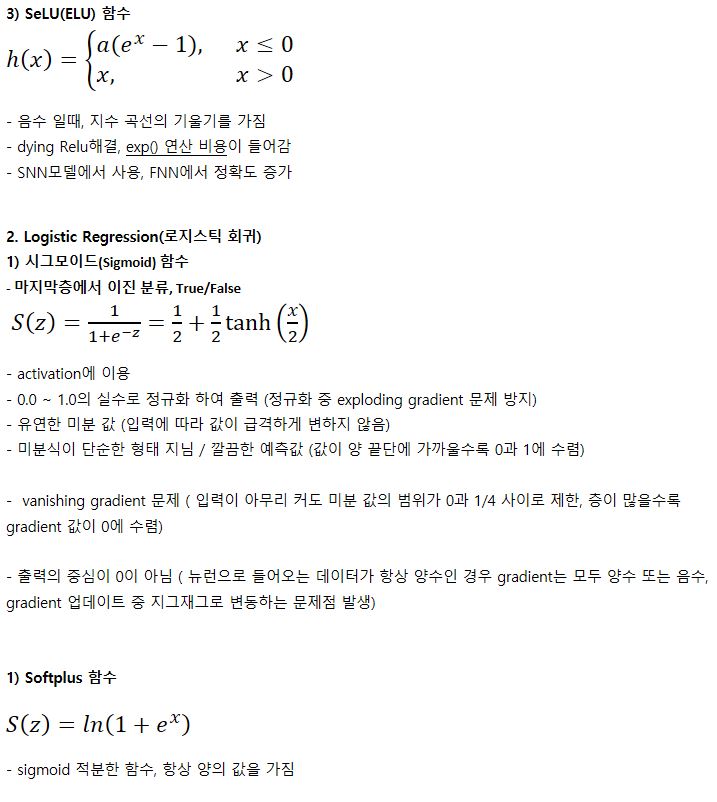 3) SeLU(ELU) 함수
h(x) = { a(e^x − 1), x ≤ 0
x, x > 0
- 음수 일때, 지수 곡선의 기울기를 가짐
- dying Relu해결, exp() 연산 비용이 들어감
- SNN모델에서 사용, FNN에서 정확도 증가
2. Logistic Regression(로지스틱 회귀)
1) 시그모이드(Sigmoid) 함수
- 마지막층에서 이진 분류, True/False
S(z) = 1/(1+e^−z) = 1/2 + 1/2 tanh (x/2)
- activation에 이용
- 0.0 ~ 1.0의 실수로 정규화 하여 출력 (정규화 중 exploding gradient 문제 방지)
- 유연한 미분 값 (입력에 따라 값이 급격하게 변하지 않음)
- 미분식이 단순한 형태 지님 / 깔끔한 예측값 (값이 양 끝단에 가까울수록 0과 1에 수렴)
- vanishing gradient 문제 ( 입력이 아무리 커도 미분 값의 범위가 0과 1/4 사이로 제한, 층이 많을수록
gradient 값이 0에 수렴)
- 출력의 중심이 0이 아님 ( 뉴런으로 들어오는 데이터가 항상 양수인 경우 gradient는 모두 양수 또는 음수,
gradient 업데이트 중 지그재그로 변동하는 문제점 발생)
1) Softplus 함수
S(z) = ln(1 + e^x)
- sigmoid 적분한 함수, 항상 양의 값을 가짐